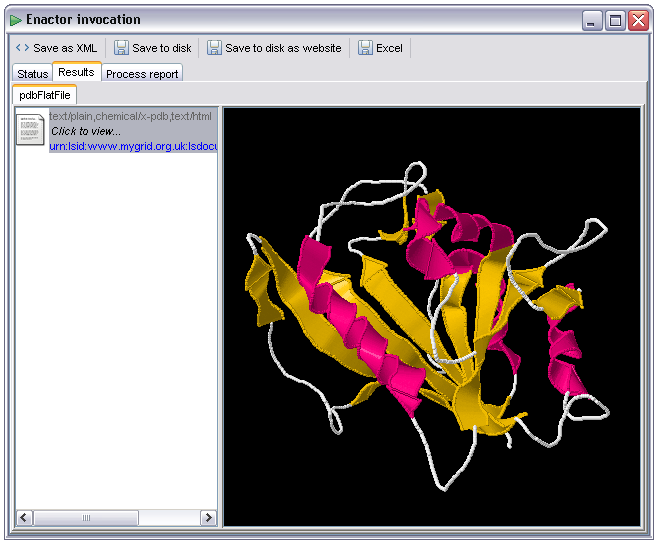 Enactor invocation
Save as XML Save to disk Save to disk as website Excel
Status Results Process report
pdbFlatFile
text/plain,chemical/x-pdb,text/html
Click to view...
urn:lsid:www.mygrid.org.uk:lsdocu